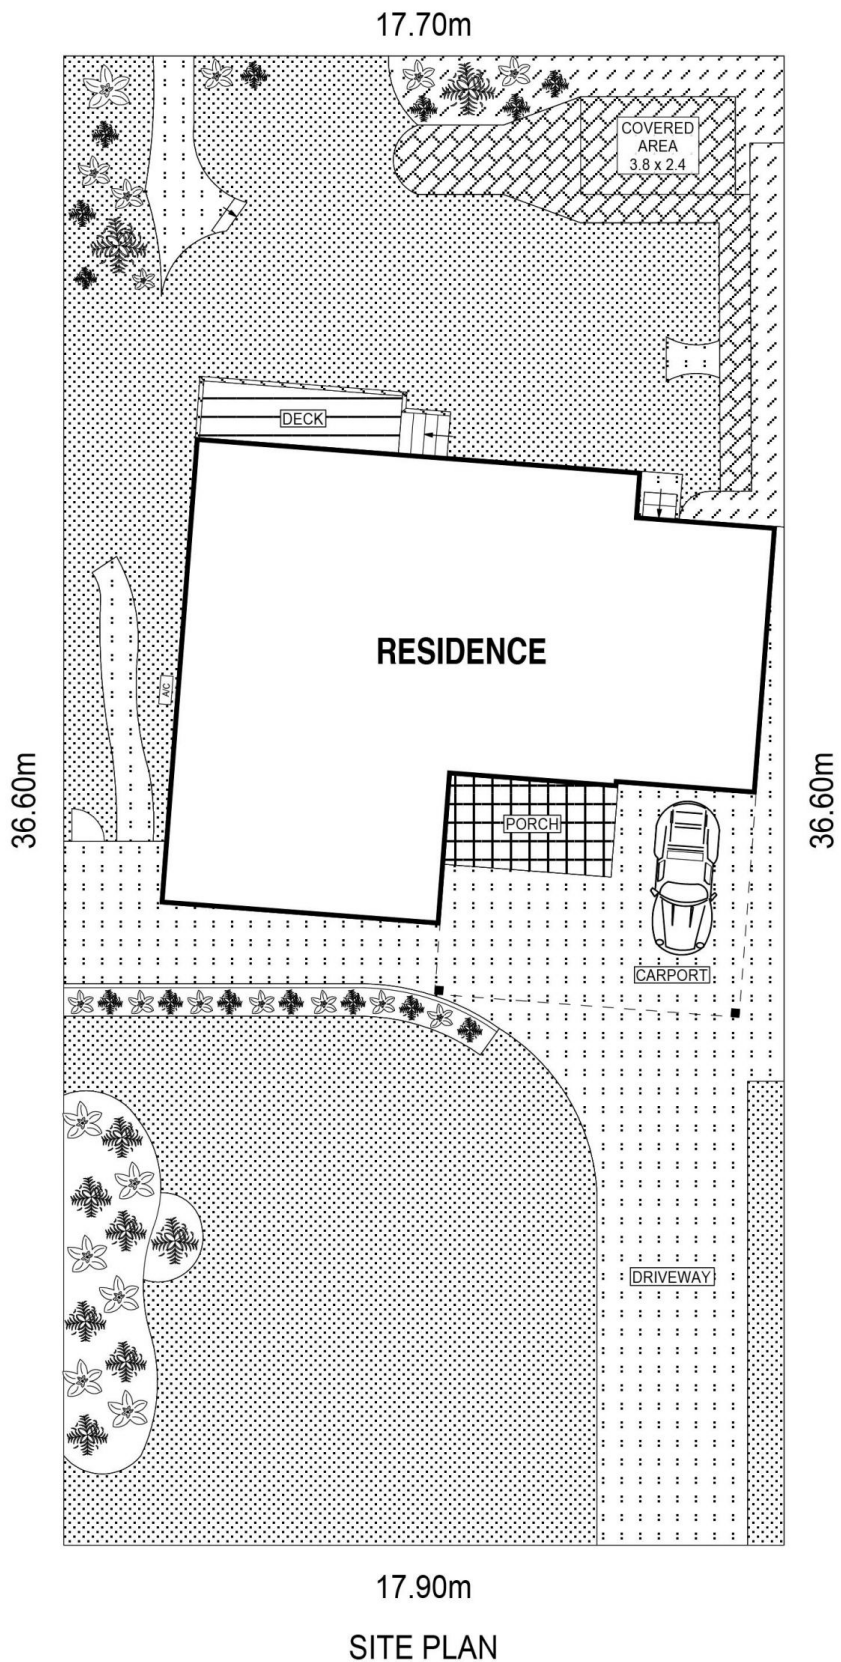 17.70m
COVERED
AREA
3.8 x 2.4
DECK
RESIDENCE
A/C
36.60m
36.60m
PORCH
CARPORT
DRIVEWAY
17.90m
SITE PLAN